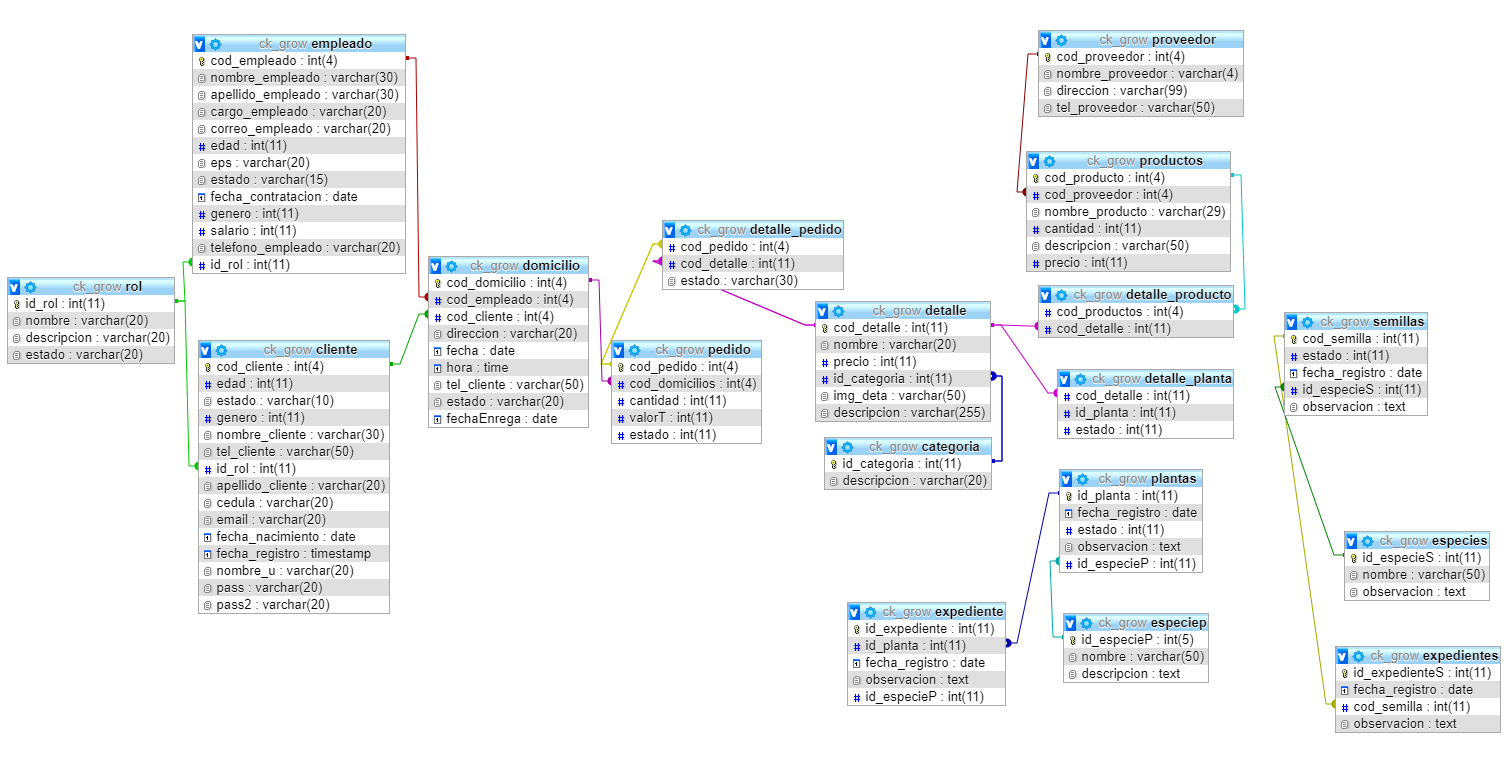 ck_grow empleado
cod_empleado : int(4)
nombre_empleado : varchar(30)
apellido_empleado : varchar(30)
cargo_empleado : varchar(20)
correo_empleado : varchar(20)
edad : int(11)
eps : varchar(20)
estado : varchar(15)
fecha_contratacion : date
genero : int(11)
salario : int(11)
telefono_empleado : varchar(20)
id_rol : int(11)
ck_grow rol
id_rol : int(11)
nombre : varchar(20)
descripcion : varchar(20)
estado : varchar(20)
ck_grow cliente
cod_cliente : int(4)
edad : int(11)
estado : varchar(10)
genero : int(11)
nombre_cliente : varchar(30)
tel_cliente : varchar(50)
id_rol : int(11)
apellido_cliente : varchar(20)
cedula : varchar(20)
email : varchar(20)
fecha_nacimiento : date
fecha_registro : timestamp
nombre_u : varchar(20)
pass : varchar(20)
pass2 : varchar(20)
ck_grow domicilio
cod_domicilio : int(4)
cod_empleado : int(4)
cod_cliente : int(4)
direccion : varchar(20)
fecha : date
hora : time
tel_cliente : varchar(50)
estado : varchar(20)
fechaEnrega : date
ck_grow detalle_pedido
cod_pedido : int(4)
cod_detalle : int(11)
estado : varchar(30)
ck_grow pedido
cod_pedido : int(4)
cod_domicilios : int(4)
cantidad : int(11)
valorT : int(11)
estado : int(11)
ck_grow detalle
cod_detalle : int(11)
nombre : varchar(20)
precio : int(11)
id_categoria : int(11)
img_deta : varchar(50)
descripcion : varchar(255)
ck_grow categoria
id_categoria : int(11)
descripcion : varchar(20)
ck_grow proveedor
cod_proveedor : int(4)
nombre_proveedor : varchar(4)
direccion : varchar(99)
tel_proveedor : varchar(50)
ck_grow productos
cod_producto : int(4)
cod_proveedor : int(4)
nombre_producto : varchar(29)
cantidad : int(11)
descripcion : varchar(50)
precio : int(11)
ck_grow detalle_producto
cod_productos : int(4)
cod_detalle : int(11)
ck_grow detalle_planta
cod_detalle : int(11)
id_planta : int(11)
estado : int(11)
ck_grow plantas
id_planta : int(11)
fecha_registro : date
estado : int(11)
observacion : text
id_especieP : int(11)
ck_grow expediente
id_expediente : int(11)
id_planta : int(11)
fecha_registro : date
observacion : text
id_especieP : int(11)
ck_grow especiep
id_especieP : int(5)
nombre : varchar(50)
descripcion : text
ck_grow semillas
cod_semilla : int(11)
estado : int(11)
fecha_registro : date
id_especieS : int(11)
observacion : text
ck_grow especies
id_especieS : int(11)
nombre : varchar(50)
observacion : text
ck_grow expedientes
id_expedienteS : int(11)
fecha_registro : date
cod_semilla : int(11)
observacion : text